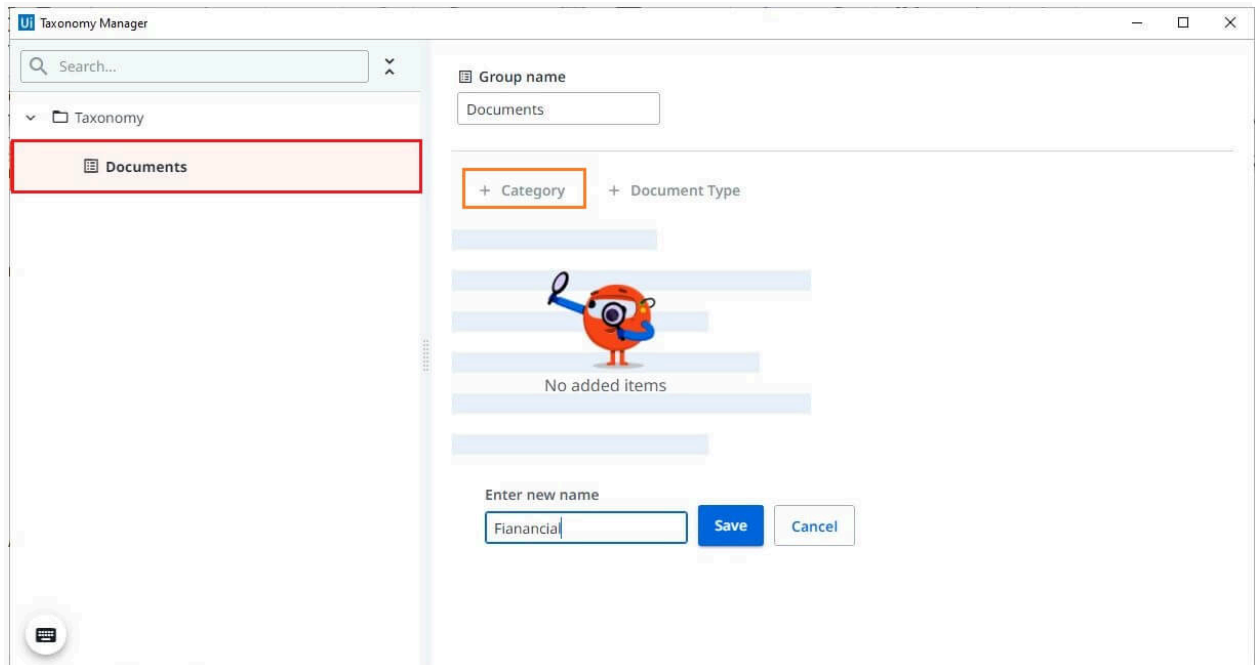 Ui Taxonomy Manager
Search...
Taxonomy
Documents
Group name
Documents
+ Category
+ Document Type
No added items
Enter new name
Fianancial
Save
Cancel